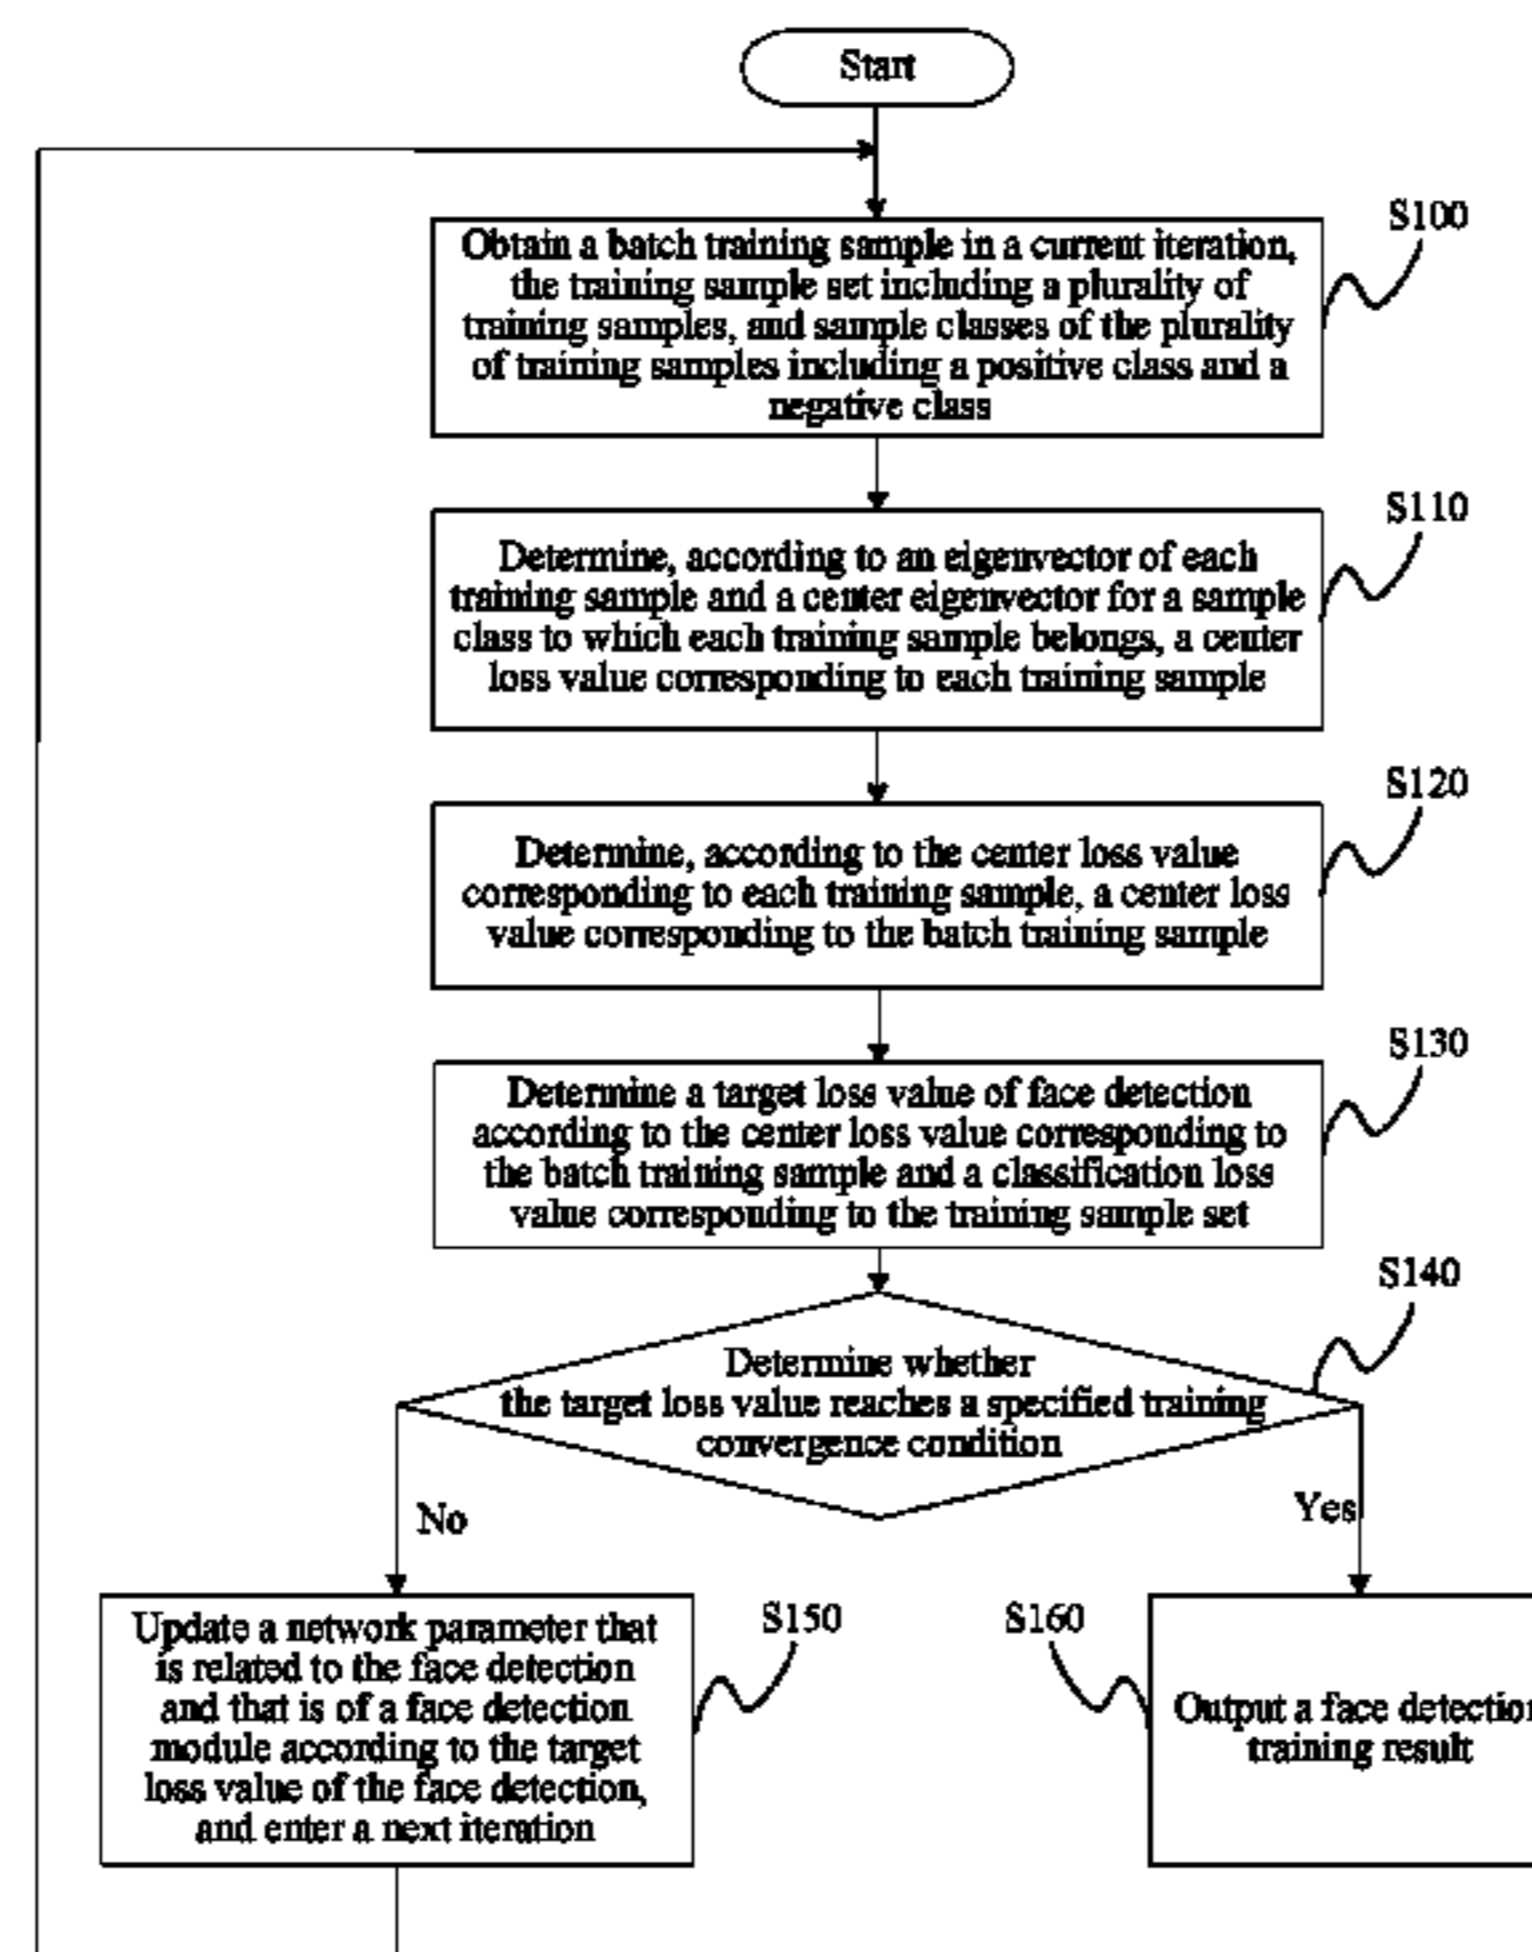 Start
S100
Obtain a batch training sample in a current iteration,
the training sample set including a plurality of
training samples, and sample classes of the plurality
of training samples including a positive class and a
negative class
S110
Determine, according to an eigenvector of each
training sample and a center eigenvector for a sample
class to which each training sample belongs, a center
loss value corresponding to each training sample
S120
Determine, according to the center loss value
corresponding to each training sample, a center loss
value corresponding to the batch training sample
S130
Determine a target loss value of face detection
according to the center loss value corresponding to
the batch training sample and a classification loss
value corresponding to the training sample set
S140
Determine whether
the target loss value reaches a specified training
convergence condition
No
Yes
S150
Update a network parameter that
is related to the face detection
and that is of a face detection
module according to the target
loss value of the face detection,
and enter a next iteration
S160
Output a face detection
training result